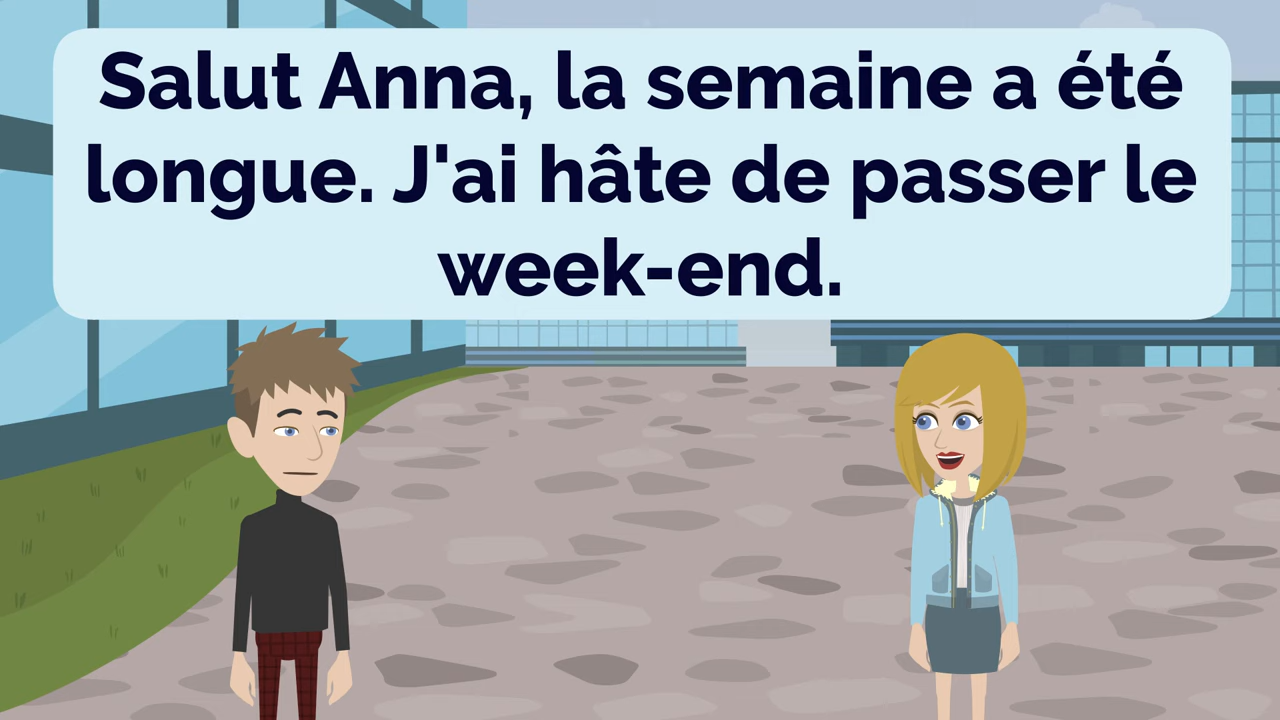 Salut Anna, la semaine a été
longue. J'ai hâte de passer le
week-end.